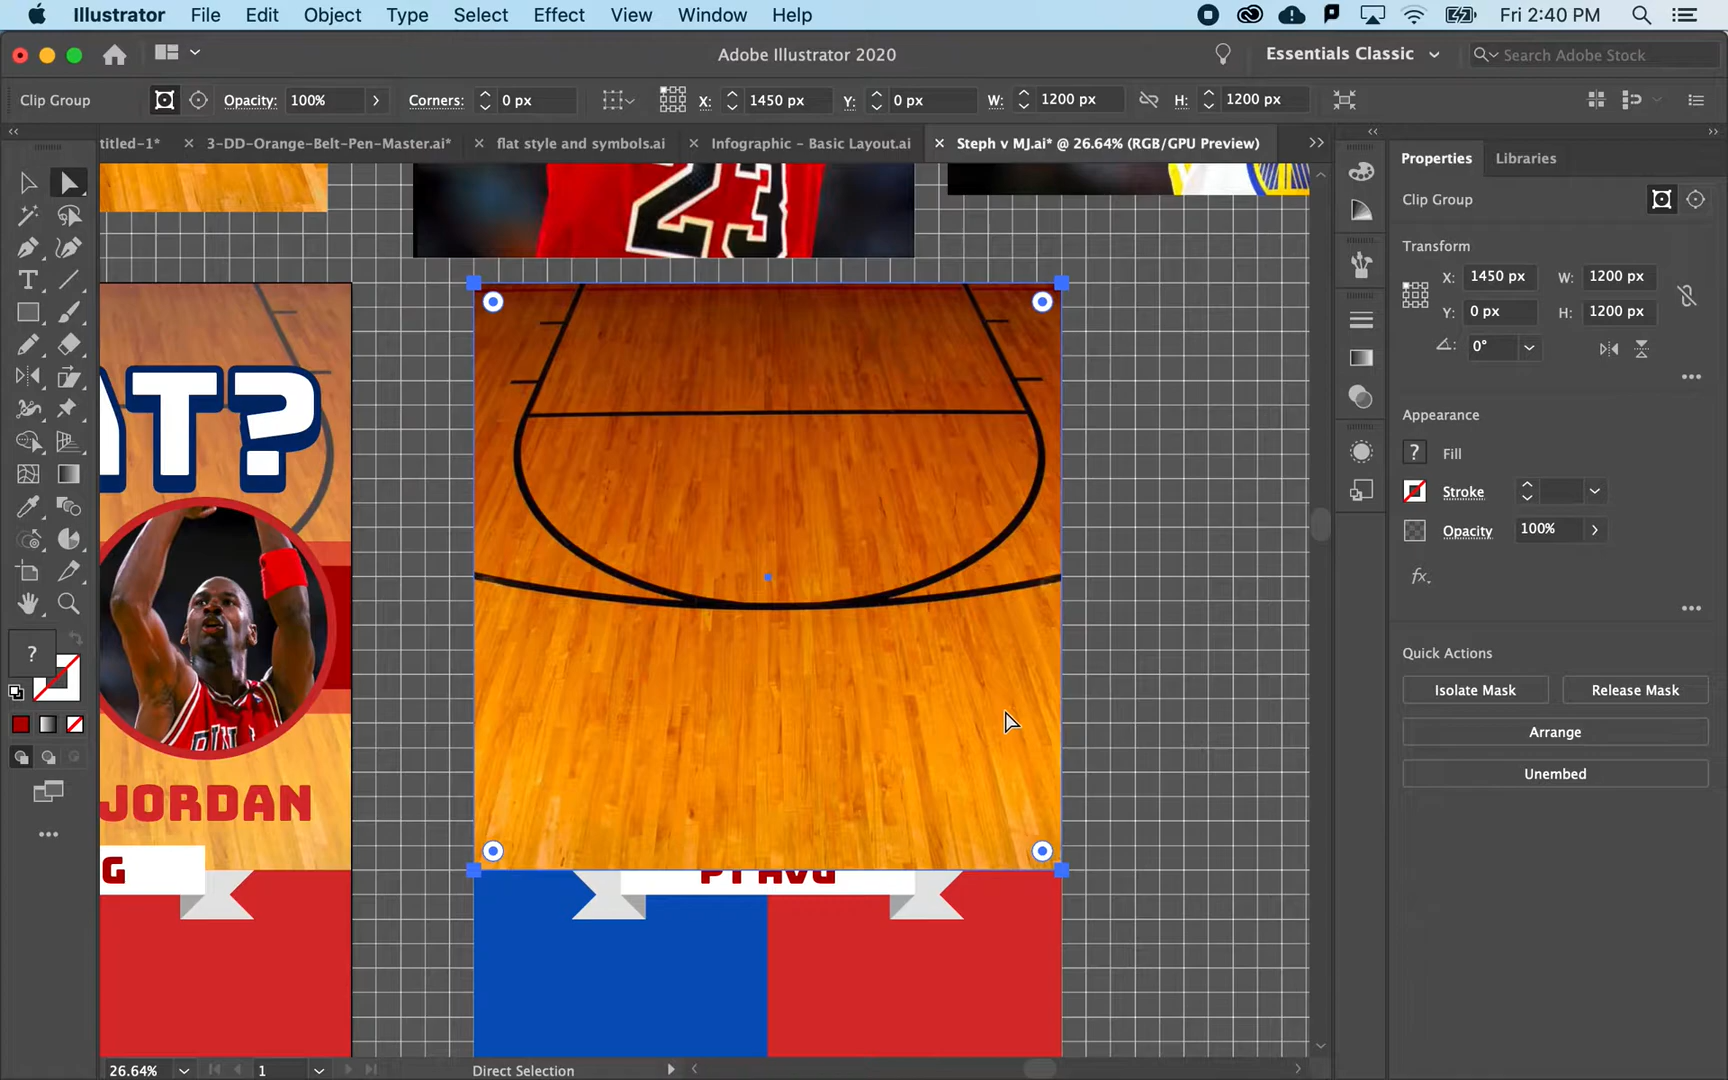 Illustrator File Edit Object Type Select Effect View Window Help Fri 2:40 PM
Adobe Illustrator 2020 Essentials Classic Search Adobe Stock
Clip Group Opacity: 100% Corners: 0 px X: 1450 px Y: 0 px W: 1200 px H: 1200 px
titled-1* × 3-DD-Orange-Belt-Pen-Master.ai* × flat style and symbols.ai × Infographic - Basic Layout.ai × Steph v MJ.ai* @ 26.64% (RGB/GPU Preview) Properties Libraries
23
Clip Group
Transform
X: 1450 px W: 1200 px
Y: 0 px H: 1200 px
0°
AT?
Appearance
? Fill
Stroke
Opacity 100%
fx.
?
Quick Actions
Isolate Mask Release Mask
Arrange
Unembed
JORDAN
G
PT AVG
26.64% 1 Direct Selection